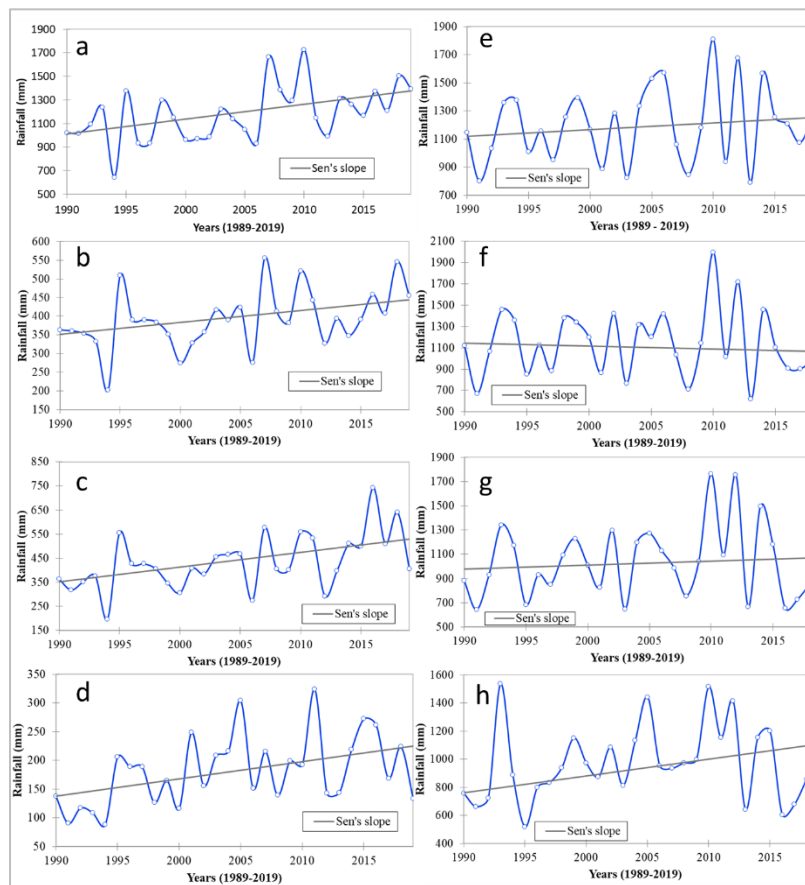 a
1900
1700
1500
1300
1100
900
700
500
Rainfall (mm)
Sen's slope
1990 1995 2000 2005 2010 2015
Years (1989-2019)
b
600
550
500
450
400
350
300
250
200
150
Rainfall (mm)
Sen's slope
1990 1995 2000 2005 2010 2015
Years (1989-2019)
c
850
750
650
550
450
350
250
150
Rainfall (mm)
Sen's slope
1990 1995 2000 2005 2010 2015
Years (1989-2019)
d
350
300
250
200
150
100
50
Rainfall (mm)
Sen's slope
1990 1995 2000 2005 2010 2015
Years (1989-2019)
e
1900
1700
1500
1300
1100
900
700
Rainfall (mm)
Sen's slope
1990 1995 2000 2005 2010 2015
Yeras (1989 - 2019)
f
2100
1900
1700
1500
1300
1100
900
700
500
Rainfall (mm)
Sen's slope
1990 1995 2000 2005 2010 2015
Years (1989-2019)
g
1900
1700
1500
1300
1100
900
700
500
Rainfall (mm)
Sen's slope
1990 1995 2000 2005 2010 2015
Years (1989-2019)
h
1600
1400
1200
1000
800
600
400
Rainfall (mm)
Sen's slope
1990 1995 2000 2005 2010 2015
Years (1989-2019)